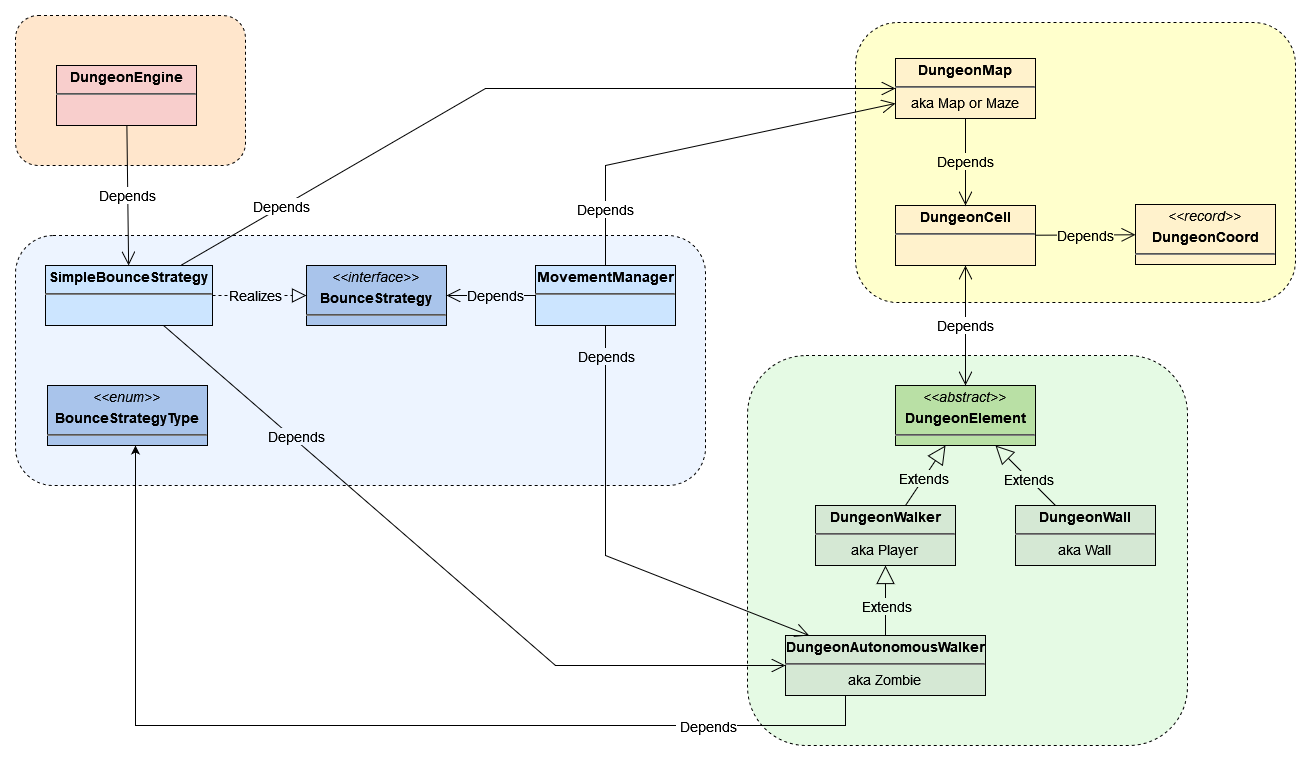 DungeonEngine
DungeonMap
aka Map or Maze
Depends
Depends
Depends
Depends
DungeonCell
<<record>>
DungeonCoord
Depends
SimpleBounceStrategy
Realizes
<<interface>>
BounceStrategy
Depends
MovementManager
Depends
Depends
<<enum>>
BounceStrategyType
<<abstract>>
DungeonElement
Depends
Extends
Extends
DungeonWalker
aka Player
DungeonWall
aka Wall
Extends
DungeonAutonomousWalker
aka Zombie
Depends